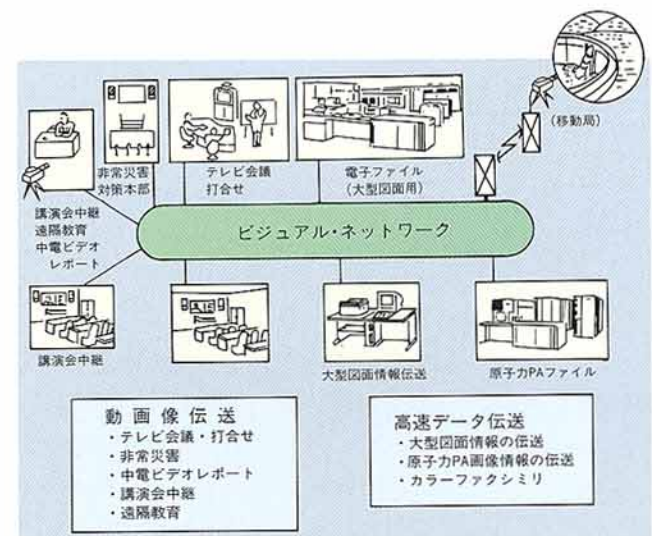 (移動局)
非常災害
対策本部
テレビ会議
打合せ
電子ファイル
(大型図面用)
講演会中継
遠隔教育
中電ビデオ
レポート
ビジュアル・ネットワーク
講演会中継
大型図面情報伝送
原子力PAファイル
動画像伝送
・テレビ会議・打合せ
・非常災害
・中電ビデオレポート
・講演会中継
・遠隔教育
高速データ伝送
・大型図面情報の伝送
・原子力PA画像情報の伝送
・カラーファクシミリ